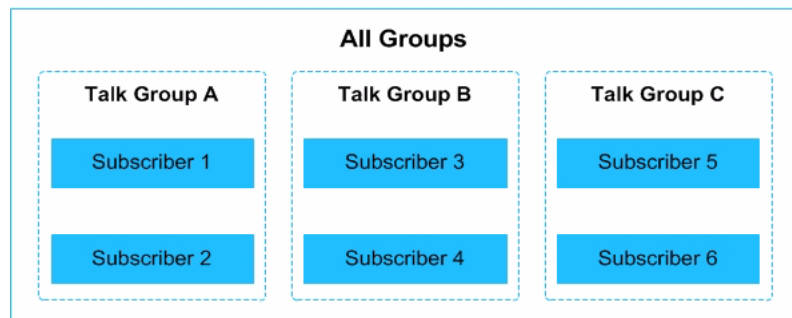 All Groups
Talk Group A
Talk Group B
Talk Group C
Subscriber 1
Subscriber 3
Subscriber 5
Subscriber 2
Subscriber 4
Subscriber 6